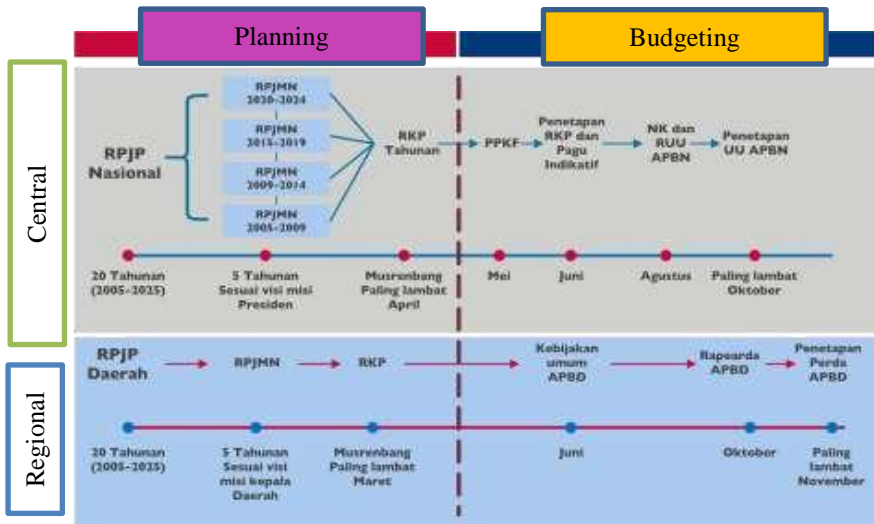 Planning
Budgeting
Central
RPJP
Nasional
RPJMN
2020-2024
RPJMN
2015-2019
RPJMN
2009-2014
RPJMN
2005-2009
RKP
Tahunan
PPKF
Penetapan
RKP dan
Pagu
Indikatif
NK dan
RUU
APBN
Penetapan
UU APBN
20 Tahunan
(2005-2025)
5 Tahunan
Sesuai visi misi
Presiden
Musrenbang
Paling lambat
April
Mei
Juni
Agustus
Paling lambat
Oktober
Regional
RPJP
Daerah
RPJMN
RKP
Kebijakan
umum
APBD
Rapearda
APBD
Penetapan
Perda
APBD
20 Tahunan
(2005-2025)
5 Tahunan
Sesuai visi
misi kepala
Daerah
Musrenbang
Paling lambat
Maret
Juni
Oktober
Paling
lambat
November